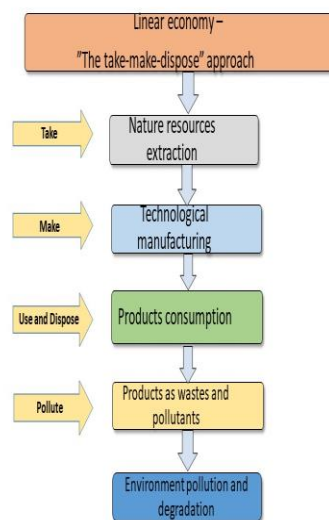 Linear economy –
"The take-make-dispose" approach
Take
Nature resources
extraction
Make
Technological
manufacturing
Use and Dispose
Products consumption
Pollute
Products as wastes and
pollutants
Environment pollution and
degradation